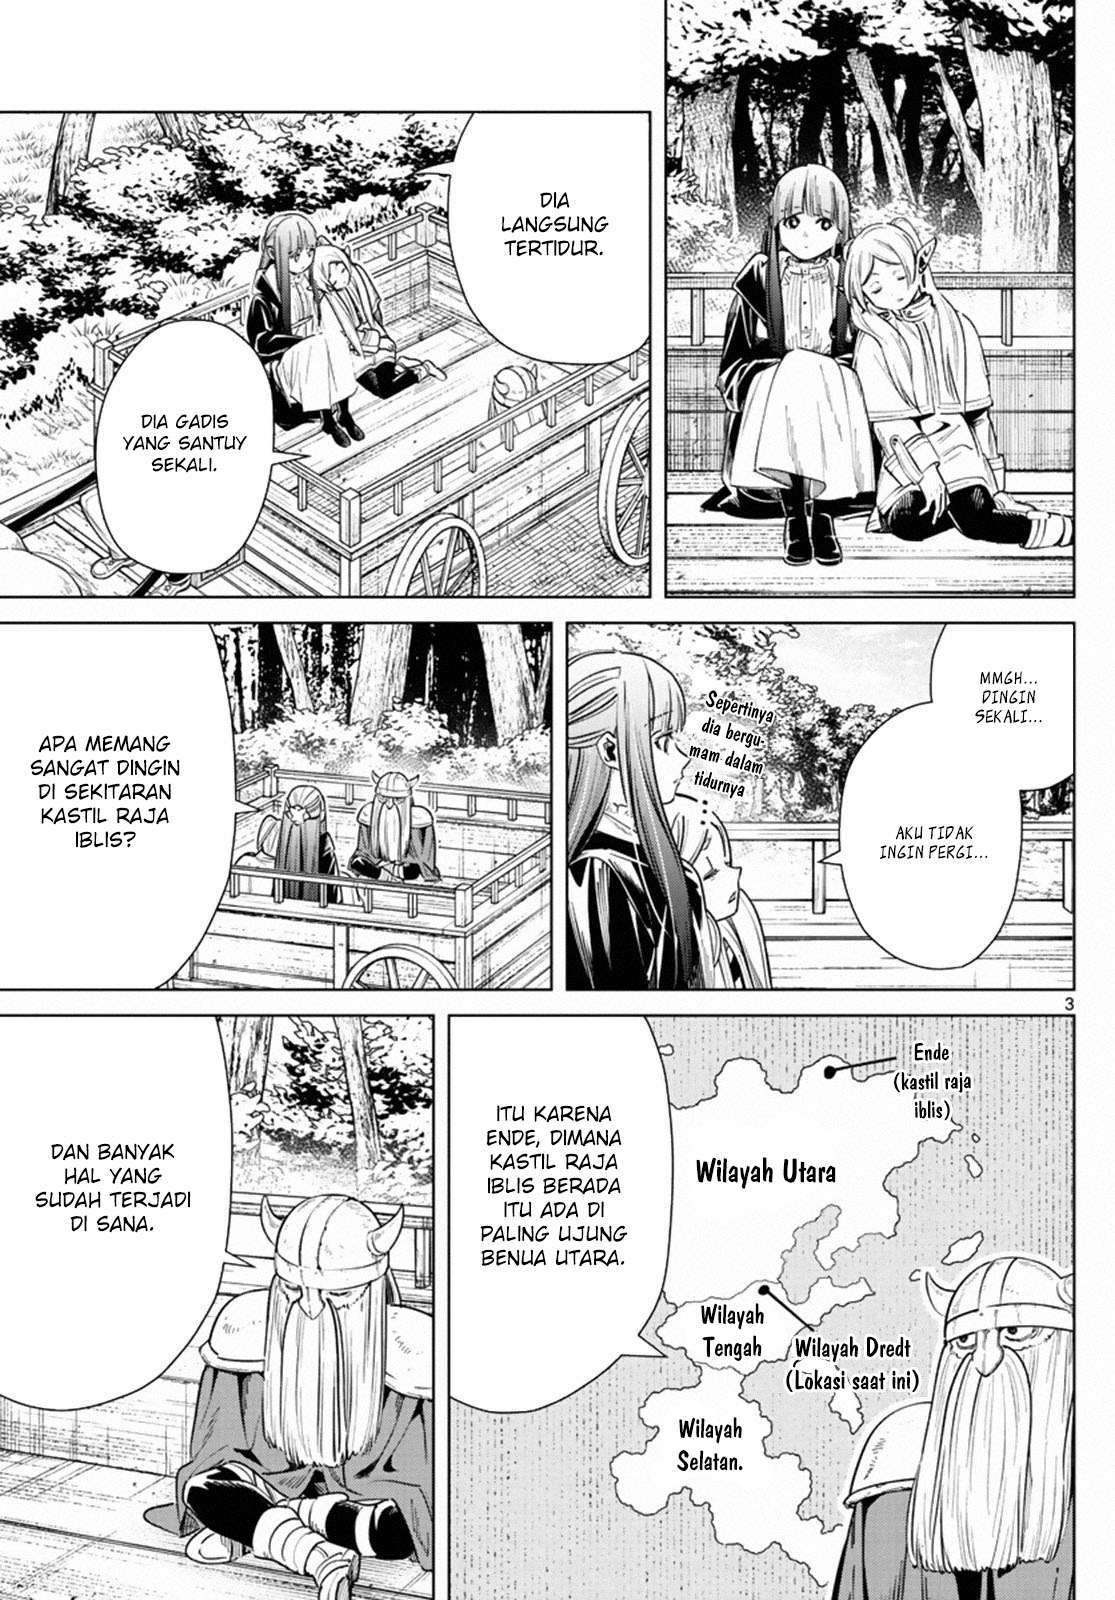 DIA
LANGSUNG
TERTIDUR.
DIA GADIS
YANG SANTUY
SEKALI.
MMGH...
DINGIN
SEKALI...
AKU TIDAK
INGIN PERGI...
Sepertinya
dia bergu-
mam dalam
tidurnya
APA MEMANG
SANGAT DINGIN
DI SEKITARAN
KASTIL RAJA
IBLIS?
3
Ende
(kastil raja
iblis)
Wilayah Utara
Wilayah
Tengah
Wilayah Dredt
(Lokasi saat ini)
Wilayah
Selatan.
ITU KARENA
ENDE, DIMANA
KASTIL RAJA
IBLIS BERADA
ITU ADA DI
PALING UJUNG
BENUA UTARA.
DAN BANYAK
HAL YANG
SUDAH TERJADI
DI SANA.